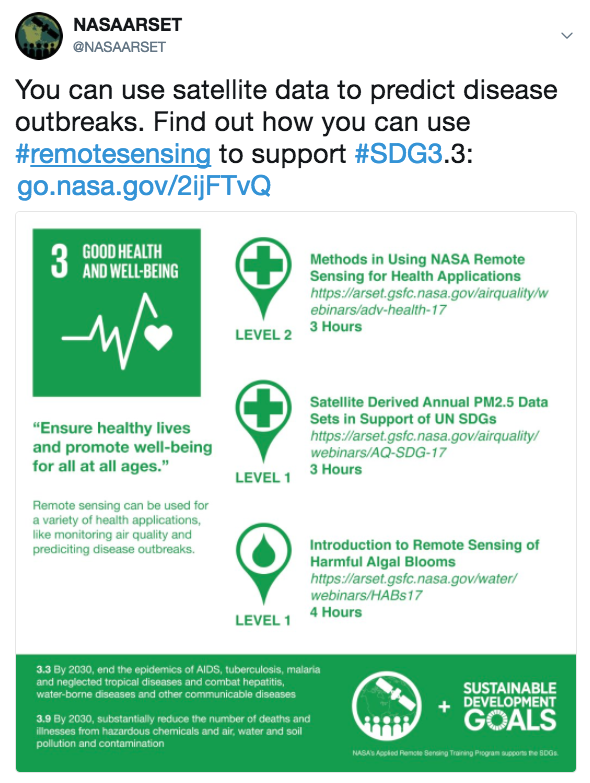 NASAARSET
@NASAARSET
You can use satellite data to predict disease
outbreaks. Find out how you can use
#remotesensing to support #SDG3.3:
go.nasa.gov/2ijFTvQ
3 GOOD HEALTH
AND WELL-BEING
“Ensure healthy lives
and promote well-being
for all at all ages.”
Remote sensing can be used for
a variety of health applications,
like monitoring air quality and
prediciting disease outbreaks.
LEVEL 2
Methods in Using NASA Remote
Sensing for Health Applications
https://arset.gsfc.nasa.gov/airquality/w
ebinars/adv-health-17
3 Hours
LEVEL 1
Satellite Derived Annual PM2.5 Data
Sets in Support of UN SDGs
https://arset.gsfc.nasa.gov/airquality/
webinars/AQ-SDG-17
3 Hours
LEVEL 1
Introduction to Remote Sensing of
Harmful Algal Blooms
https://arset.gsfc.nasa.gov/water/
webinars/HABs17
4 Hours
3.3 By 2030, end the epidemics of AIDS, tuberculosis, malaria
and neglected tropical diseases and combat hepatitis,
water-borne diseases and other communicable diseases
3.9 By 2030, substantially reduce the number of deaths and
illnesses from hazardous chemicals and air, water and soil
pollution and contamination
+
SUSTAINABLE
DEVELOPMENT
GOALS
NASA's Applied Remote Sensing Training Program supports the SDGs.